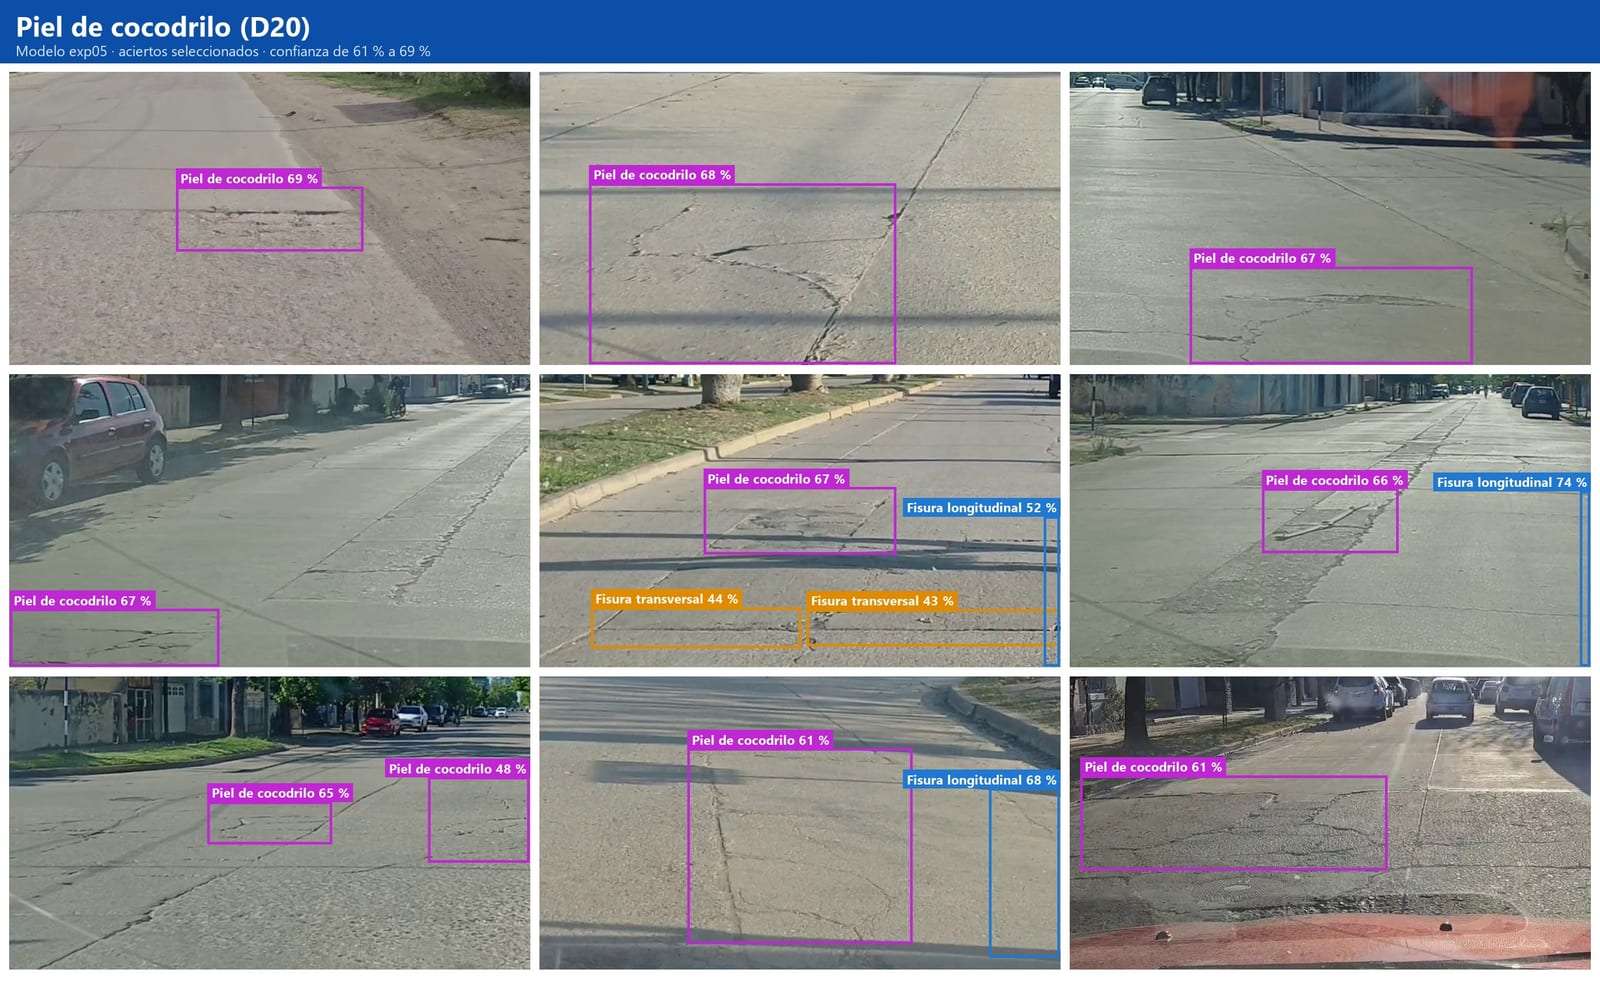 Piel de cocodrilo (D20)
Modelo exp05 · aciertos seleccionados · confianza de 61 % a 69 %
Piel de cocodrilo 69 %
Piel de cocodrilo 68 %
Piel de cocodrilo 67 %
Piel de cocodrilo 67 %
Piel de cocodrilo 67 %
Fisura longitudinal 52 %
Fisura transversal 44 %
Fisura transversal 43 %
Piel de cocodrilo 66 %
Fisura longitudinal 74 %
Piel de cocodrilo 65 %
Piel de cocodrilo 48 %
Piel de cocodrilo 61 %
Fisura longitudinal 68 %
Piel de cocodrilo 61 %